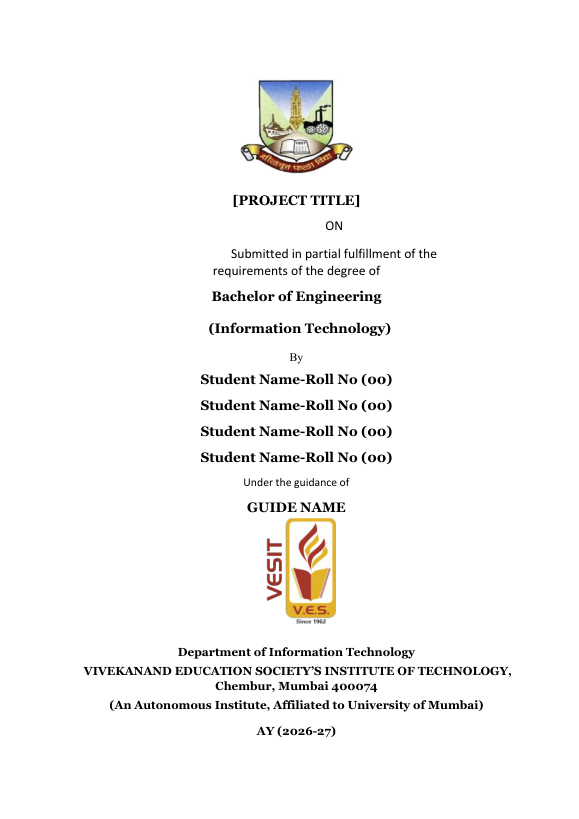 1857
शीलवृत्त फला विद्या
[PROJECT TITLE]
ON
Submitted in partial fulfillment of the
requirements of the degree of
Bachelor of Engineering
(Information Technology)
By
Student Name-Roll No (00)
Student Name-Roll No (00)
Student Name-Roll No (00)
Student Name-Roll No (00)
Under the guidance of
GUIDE NAME
VESIT
V.E.S.
Since 1962
Department of Information Technology
VIVEKANAND EDUCATION SOCIETY’S INSTITUTE OF TECHNOLOGY,
Chembur, Mumbai 400074
(An Autonomous Institute, Affiliated to University of Mumbai)
AY (2026-27)